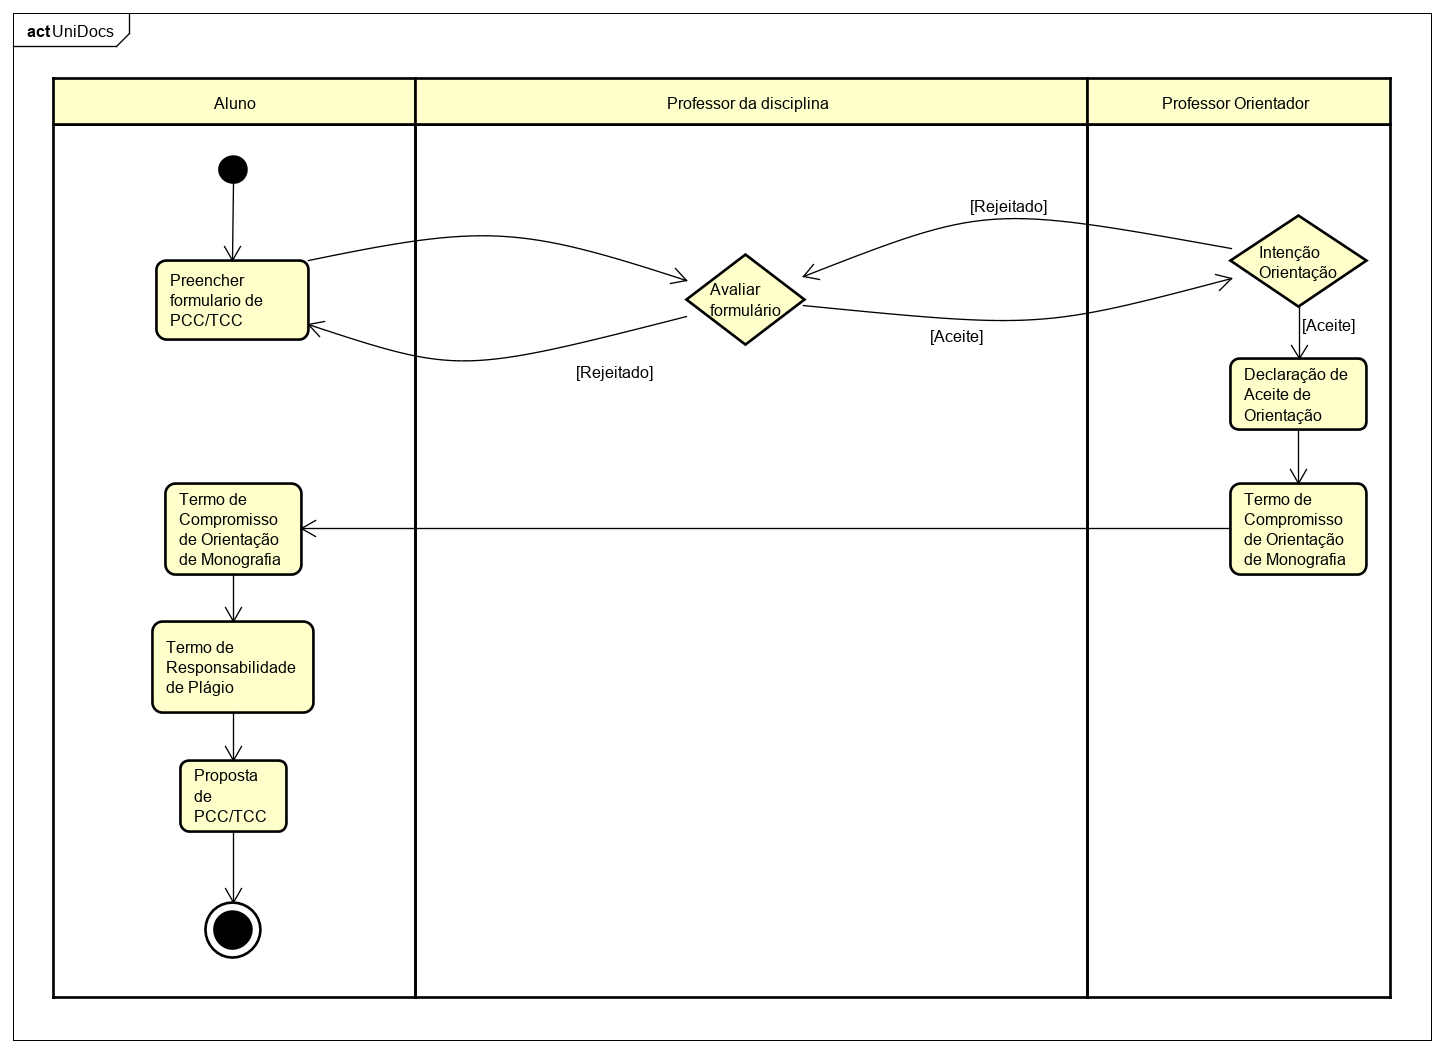 act UniDocs
Aluno
Professor da disciplina
Professor Orientador
[Rejeitado]
Intenção
Orientação
Preencher
formulario de
PCC/TCC
Avaliar
formulário
[Aceite]
[Aceite]
[Rejeitado]
Declaração de
Aceite de
Orientação
Termo de
Compromisso
de Orientação
de Monografia
Termo de
Compromisso
de Orientação
de Monografia
Termo de
Responsabilidade
de Plágio
Proposta
de
PCC/TCC